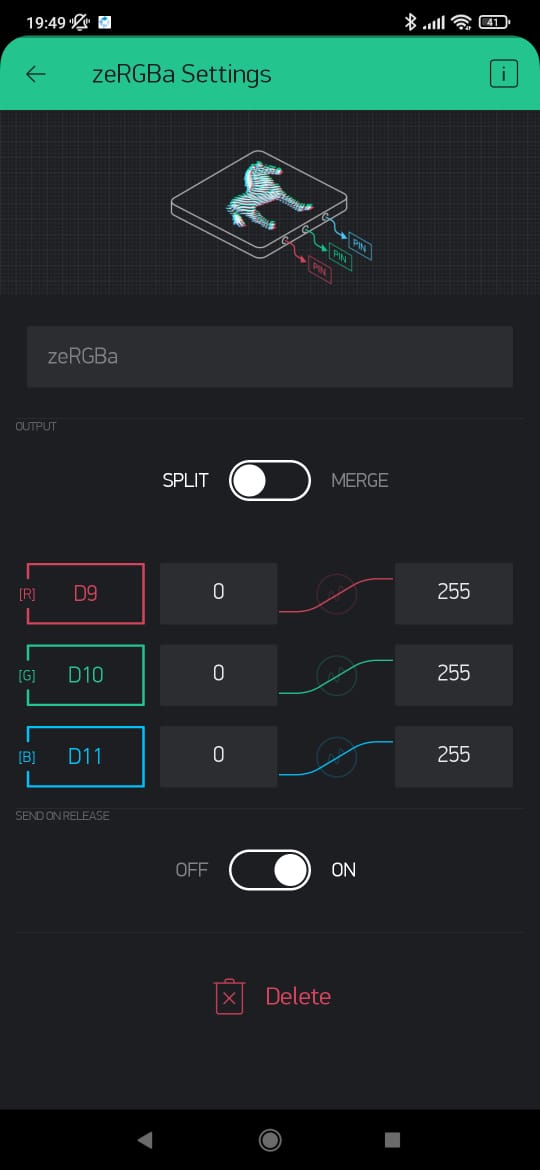 19:49 41
zeRGBa Settings
i
PIN
PIN
PIN
zeRGBa
OUTPUT
SPLIT MERGE
[R] D9 0 255
[G] D10 0 255
[B] D11 0 255
SEND ON RELEASE
OFF ON
Delete